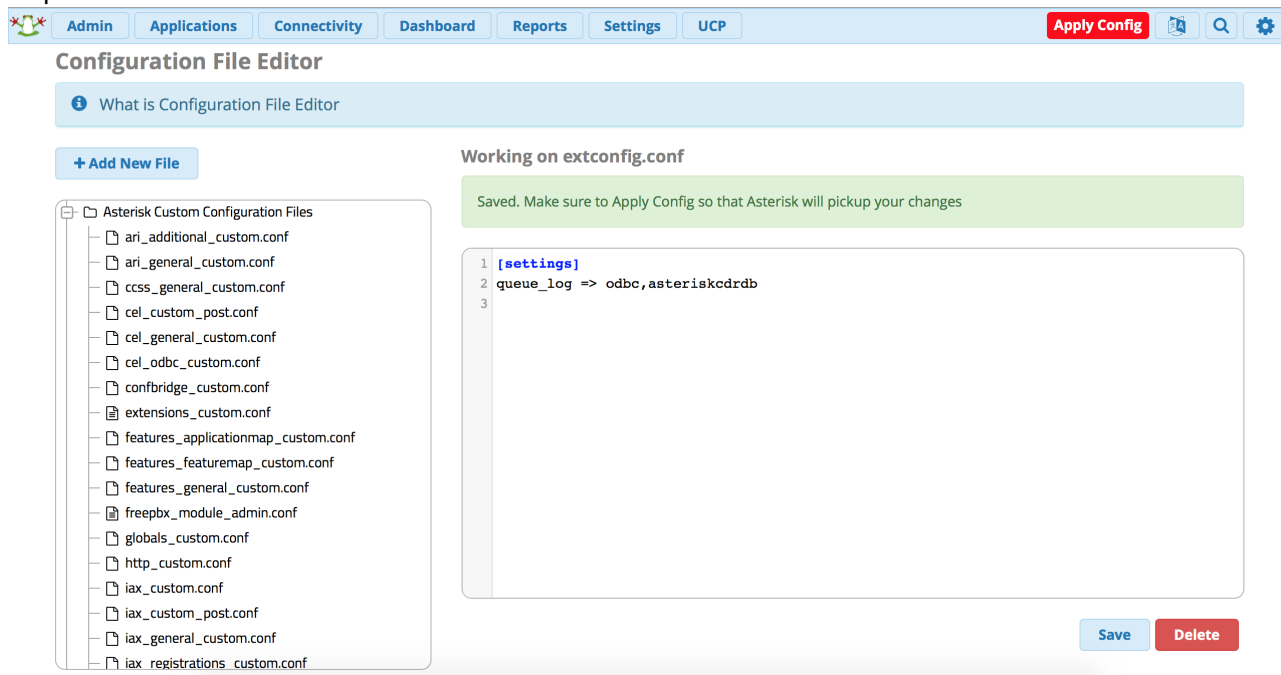 Admin Applications Connectivity Dashboard Reports Settings UCP Apply Config
Configuration File Editor
What is Configuration File Editor
+ Add New File
Asterisk Custom Configuration Files
ari_additional_custom.conf
ari_general_custom.conf
ccss_general_custom.conf
cel_custom_post.conf
cel_general_custom.conf
cel_odbc_custom.conf
confbridge_custom.conf
extensions_custom.conf
features_applicationmap_custom.conf
features_featuremap_custom.conf
features_general_custom.conf
freepbx_module_admin.conf
globals_custom.conf
http_custom.conf
iax_custom.conf
iax_custom_post.conf
iax_general_custom.conf
iax_registrations_custom.conf
Working on extconfig.conf
Saved. Make sure to Apply Config so that Asterisk will pickup your changes
1 [settings]
2 queue_log => odbc,asteriskcdrdb
3
Save Delete